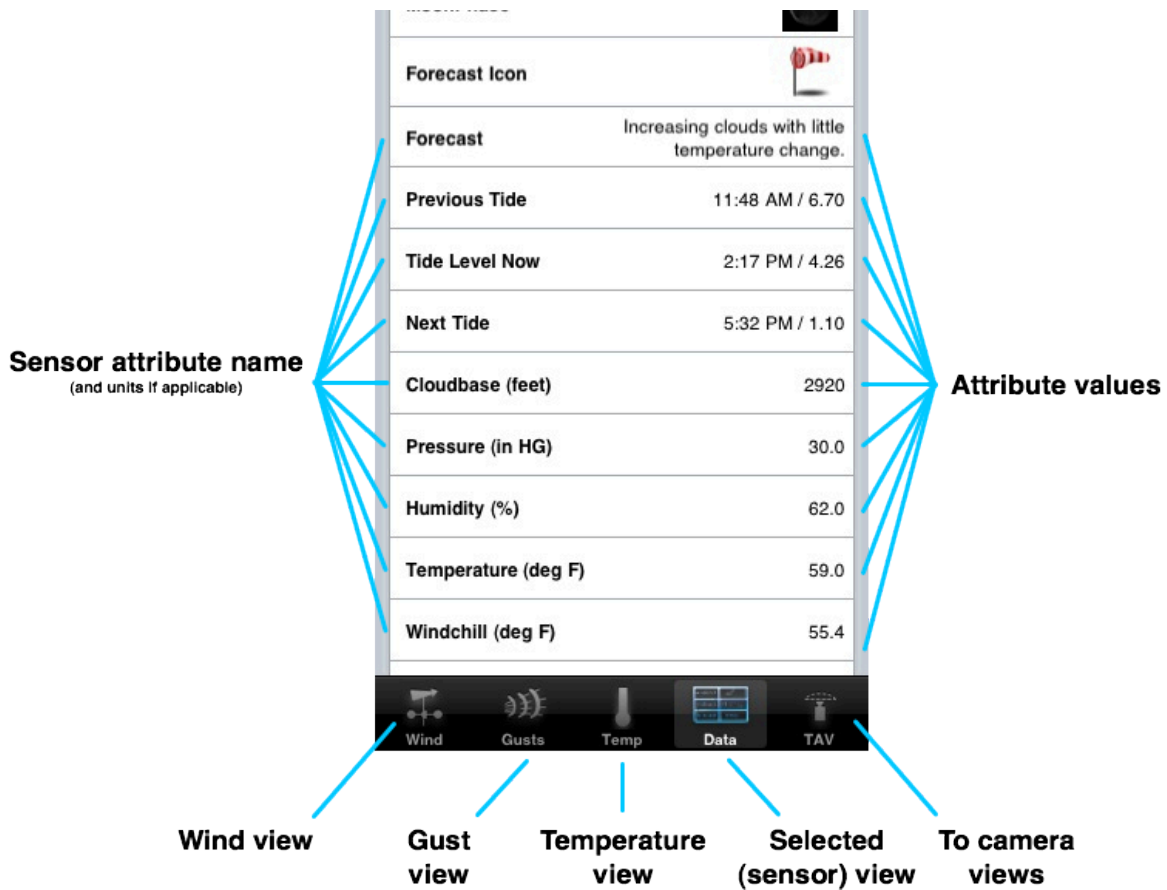 Forecast Icon
Forecast
Increasing clouds with little
temperature change.
Previous Tide 11:48 AM / 6.70
Tide Level Now 2:17 PM / 4.26
Next Tide 5:32 PM / 1.10
Sensor attribute name
(and units if applicable)
Cloudbase (feet) 2920
Attribute values
Pressure (in HG) 30.0
Humidity (%) 62.0
Temperature (deg F) 59.0
Windchill (deg F) 55.4
Wind Gusts Temp Data TAV
Wind view
Gust
view
Temperature
view
Selected
(sensor) view
To camera
views